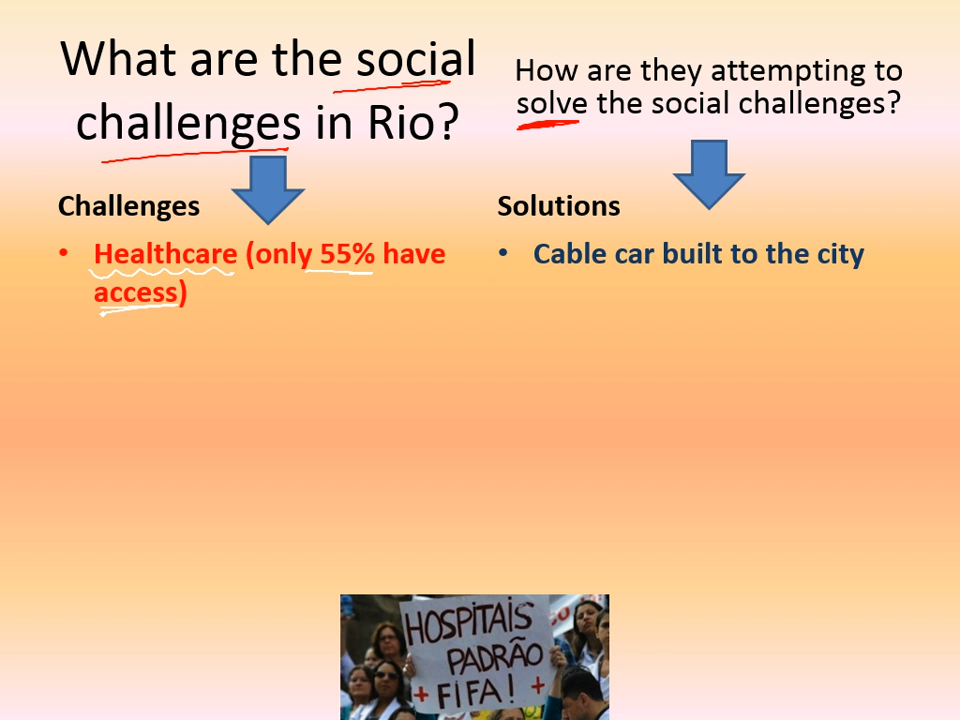 What are the social
challenges in Rio?
How are they attempting to
solve the social challenges?
Challenges
• Healthcare (only 55% have
access)
Solutions
• Cable car built to the city
HOSPITAIS
PADRÃO
+ FIFA! +